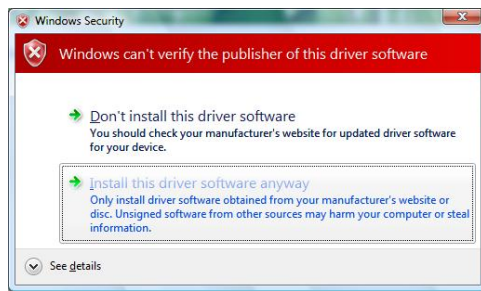 Windows Security
Windows can't verify the publisher of this driver software
Don't install this driver software
You should check your manufacturer's website for updated driver software
for your device.
Install this driver software anyway
Only install driver software obtained from your manufacturer's website or
disc. Unsigned software from other sources may harm your computer or steal
information.
See details